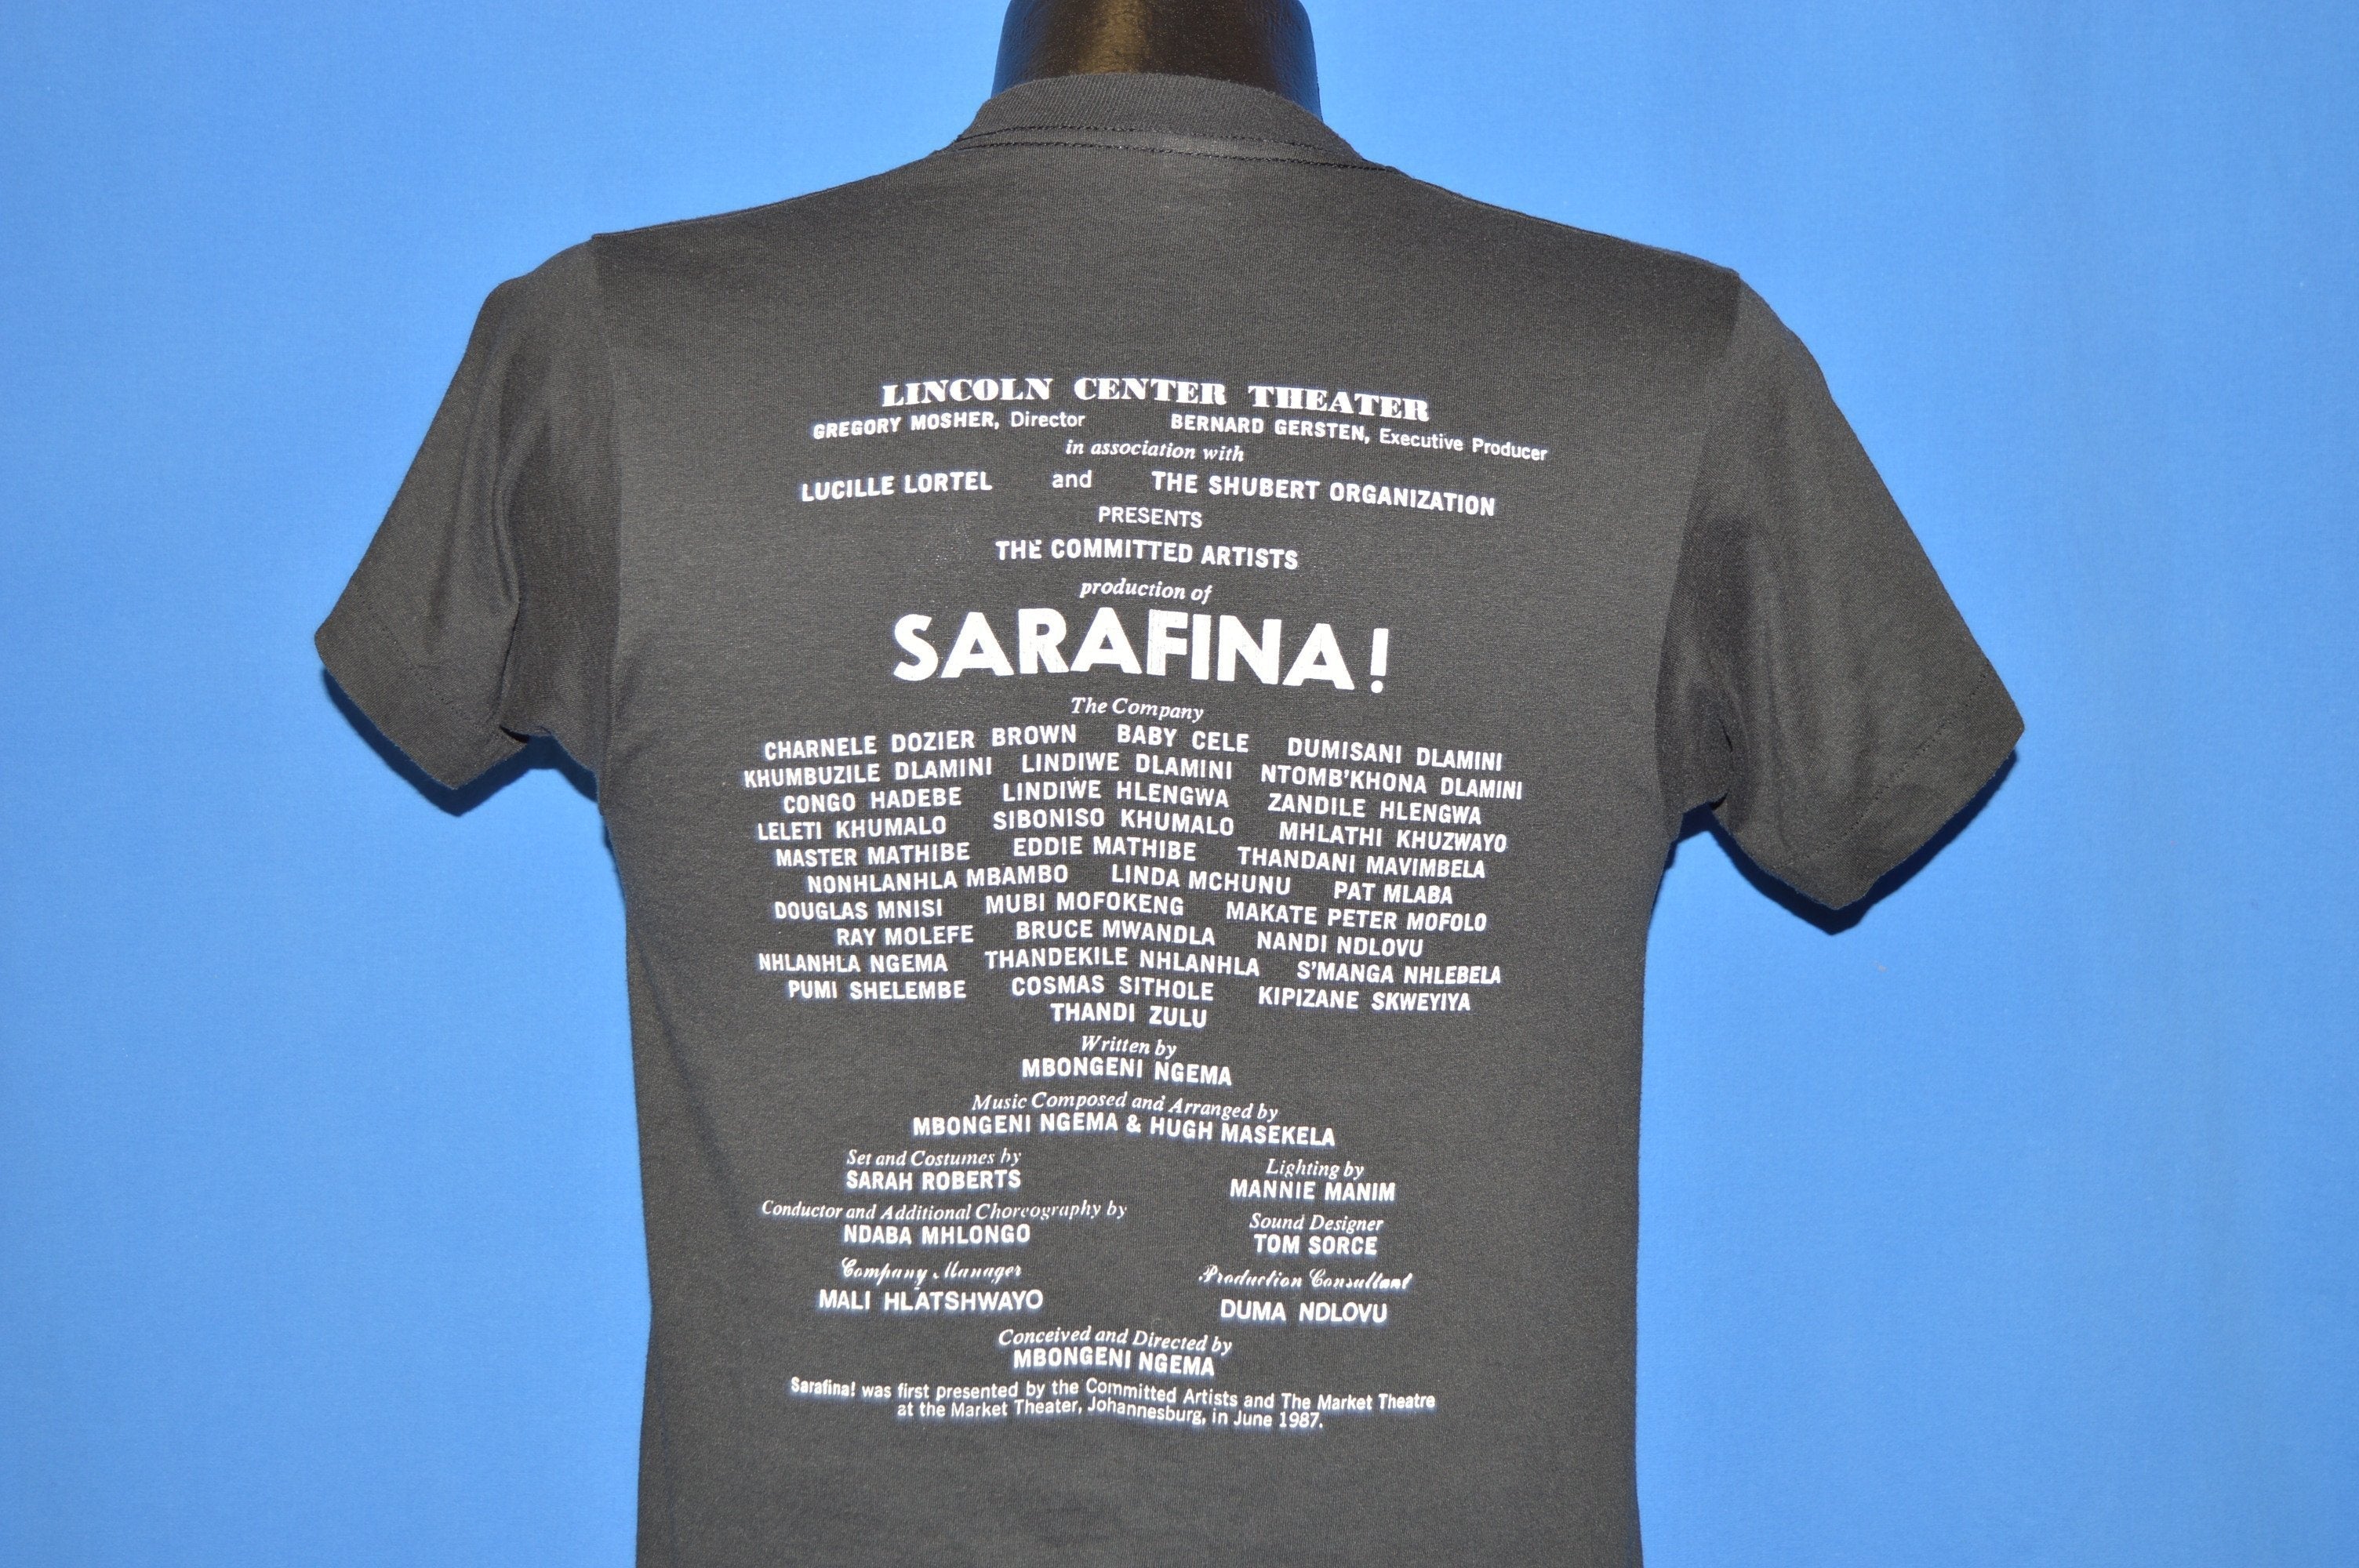 LINCOLN CENTER THEATER
GREGORY MOSHER, Director BERNARD GERSTEN, Executive Producer
in association with
LUCILLE LORTEL and THE SHUBERT ORGANIZATION
PRESENTS
THE COMMITTED ARTISTS
production of
SARAFINA!
The Company
CHARNELE DOZIER BROWN BABY CELE DUMISANI DLAMINI
KHUMBUZILE DLAMINI LINDIWE DLAMINI NTOMB'KHONA DLAMINI
CONGO HADEBE LINDIWE HLENGWA ZANDILE HLENGWA
LELETI KHUMALO SIBONISO KHUMALO MHLATHI KHUZWAYO
MASTER MATHIBE EDDIE MATHIBE THANDANI MAVIMBELA
NONHLANHLA MBAMBO LINDA MCHUNU PAT MLABA
DOUGLAS MNISI MUBI MOFOKENG MAKATE PETER MOFOLO
RAY MOLEFE BRUCE MWANDLA NANDI NDLOVU
NHLANHLA NGEMA THANDEKILE NHLANHLA S'MANGA NHLEBELA
PUMI SHELEMBE COSMAS SITHOLE KIPIZANE SKWEYIYA
THANDI ZULU
Written by
MBONGENI NGEMA
Music Composed and Arranged by
MBONGENI NGEMA & HUGH MASEKELA
Set and Costumes by Lighting by
SARAH ROBERTS MANNIE MANIM
Conductor and Additional Choreography by Sound Designer
NDABA MHLONGO TOM SORCE
Company Manager Production Consultant
MALI HLATSHWAYO DUMA NDLOVU
Conceived and Directed by
MBONGENI NGEMA
Sarafina! was first presented by the Committed Artists and The Market Theatre
at the Market Theater, Johannesburg, in June 1987.